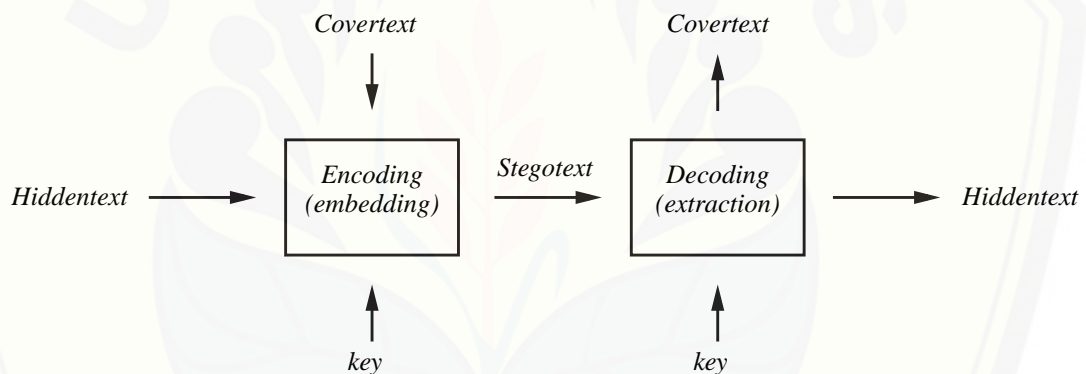 Covertext
Covertext
Encoding
(embedding)
Stegotext
Decoding
(extraction)
Hiddentext
Hiddentext
key
key